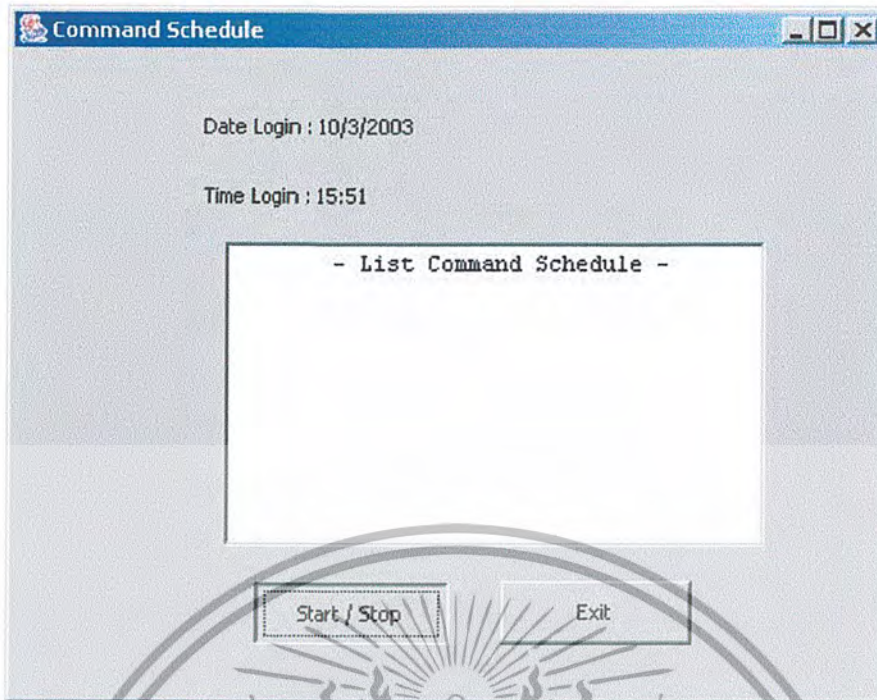 Command Schedule
Date Login : 10/3/2003
Time Login : 15:51
- List Command Schedule -
Start / Stop
Exit